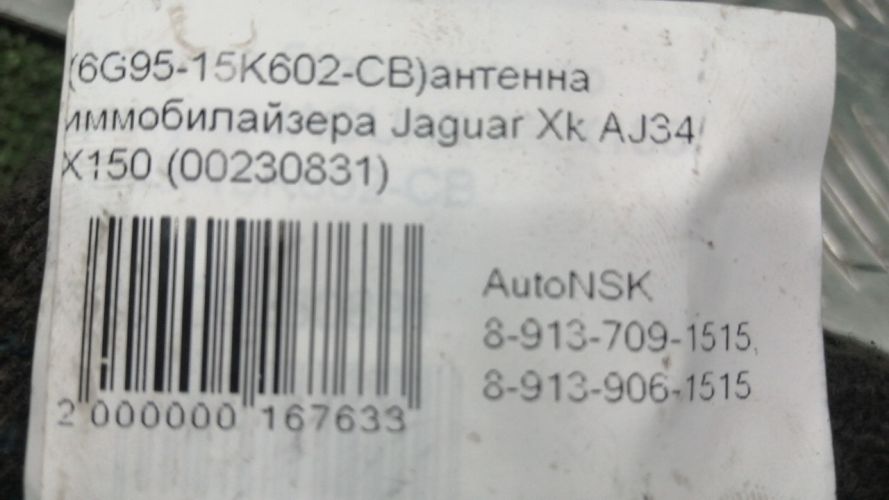 (6G95-15K602-CB)антенна
иммобилайзера Jaguar Xk AJ34/
X150 (00230831)
AutoNSK
8-913-709-1515,
8-913-906-1515
2 000000 167633